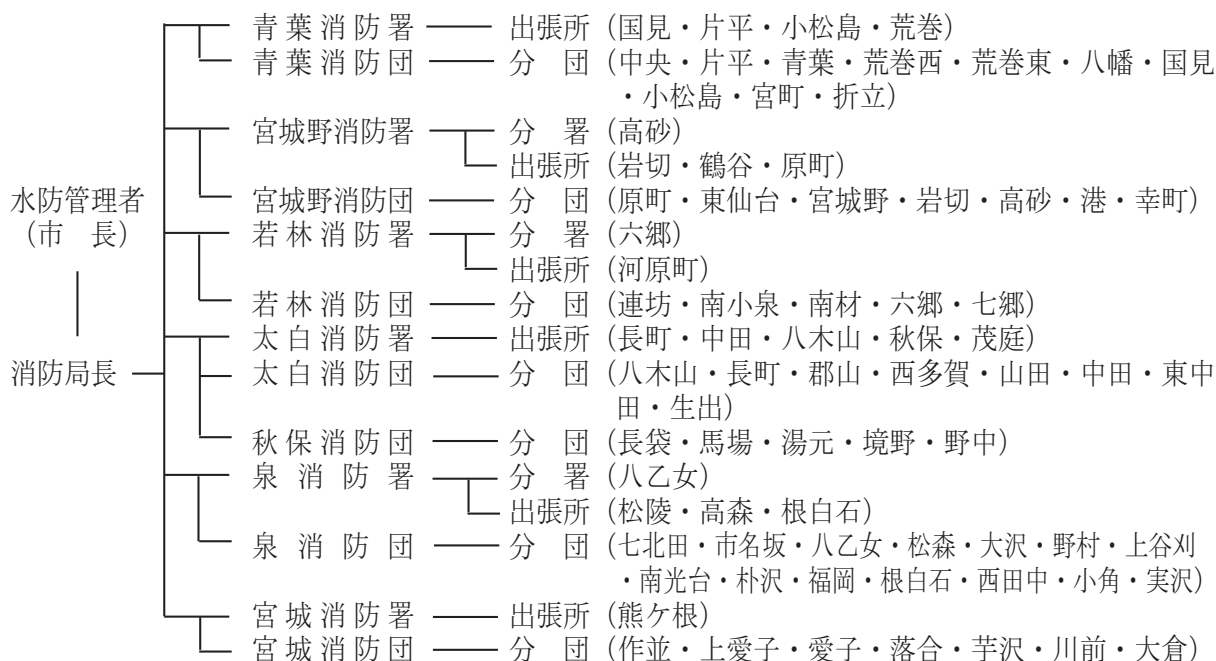 青葉消防署 出張所（国見・片平・小松島・荒巻）
青葉消防団 分　団（中央・片平・青葉・荒巻西・荒巻東・八幡・国見
・小松島・宮町・折立）
宮城野消防署 分　署（高砂）
出張所（岩切・鶴谷・原町）
水防管理者
（市　長）
宮城野消防団 分　団（原町・東仙台・宮城野・岩切・高砂・港・幸町）
若林消防署 分　署（六郷）
出張所（河原町）
若林消防団 分　団（連坊・南小泉・南材・六郷・七郷）
太白消防署 出張所（長町・中田・八木山・秋保・茂庭）
消防局長
太白消防団 分　団（八木山・長町・郡山・西多賀・山田・中田・東中
田・生出）
秋保消防団 分　団（長袋・馬場・湯元・境野・野中）
泉消防署 分　署（八乙女）
出張所（松陵・高森・根白石）
泉消防団 分　団（七北田・市名坂・八乙女・松森・大沢・野村・上谷刈
・南光台・朴沢・福岡・根白石・西田中・小角・実沢）
宮城消防署 出張所（熊ケ根）
宮城消防団 分　団（作並・上愛子・愛子・落合・芋沢・川前・大倉）